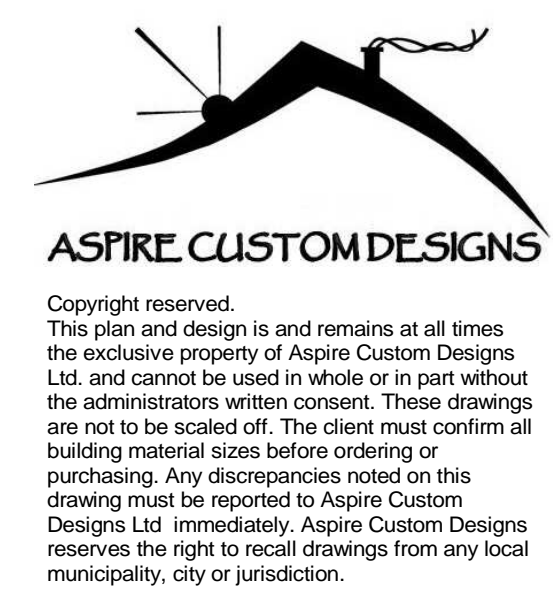 ASPIRE CUSTOM DESIGNS
Copyright reserved.
This plan and design is and remains at all times
the exclusive property of Aspire Custom Designs
Ltd. and cannot be used in whole or in part without
the administrators written consent. These drawings
are not to be scaled off. The client must confirm all
building material sizes before ordering or
purchasing. Any discrepancies noted on this
drawing must be reported to Aspire Custom
Designs Ltd  immediately. Aspire Custom Designs
reserves the right to recall drawings from any local
municipality, city or jurisdiction.